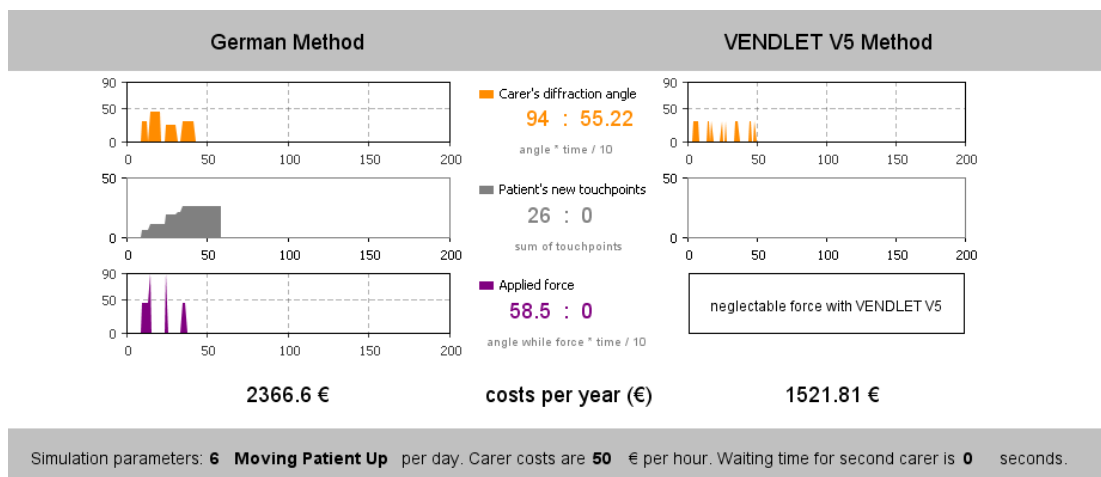 German Method
VENDLET V5 Method
90
50
0
0 50 100 150 200
Carer's diffraction angle
94 : 55.22
angle * time / 10
90
50
0
0 50 100 150 200
50
0
0 50 100 150 200
Patient's new touchpoints
26 : 0
sum of touchpoints
50
0
0 50 100 150 200
90
50
0
0 50 100 150 200
Applied force
58.5 : 0
angle while force * time / 10
neglectable force with VENDLET V5
2366.6 €
costs per year (€)
1521.81 €
Simulation parameters: 6 Moving Patient Up per day. Carer costs are 50 € per hour. Waiting time for second carer is 0 seconds.